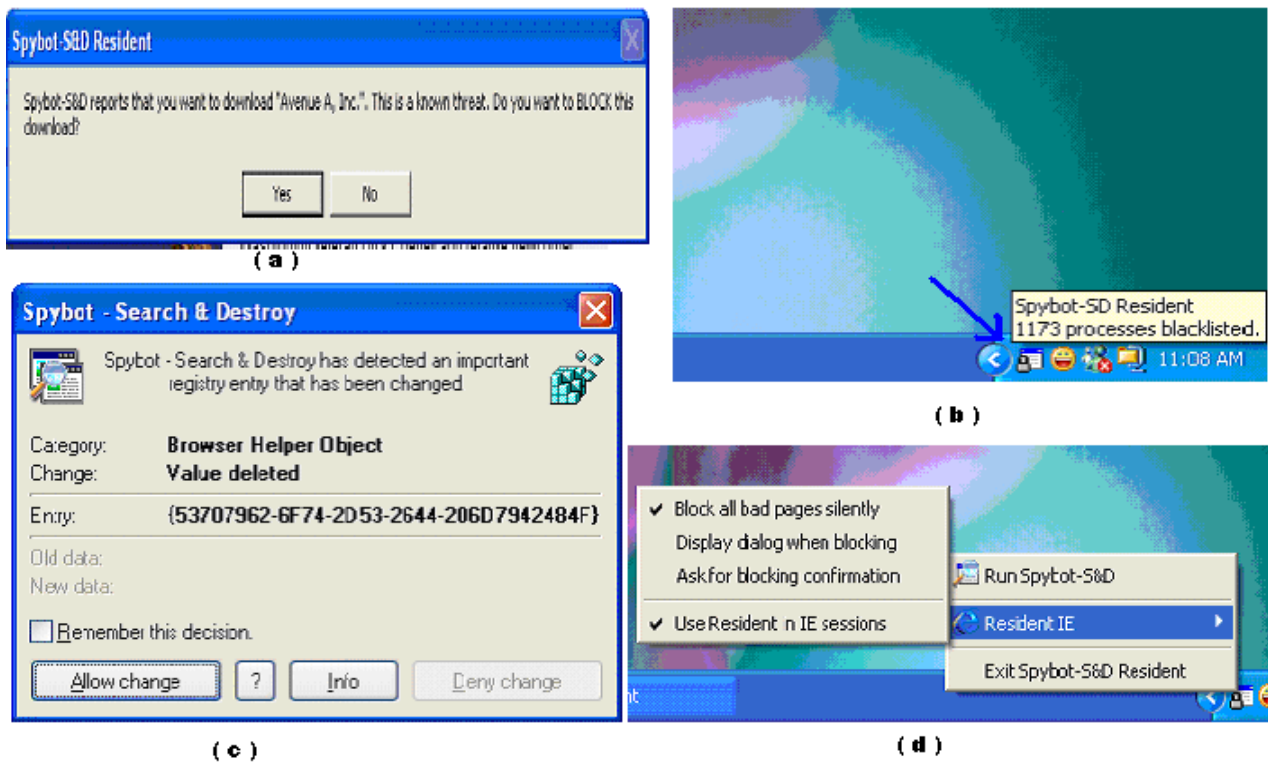 Spybot-S&D Resident
Spybot-S&D reports that you want to download "Avenue A, Inc.". This is a known threat. Do you want to BLOCK this
download?
Yes
No
( a )
Spybot-SD Resident
1173 processes blacklisted.
11:08 AM
( b )
Spybot - Search & Destroy
Spybot - Search & Destroy has detected an important
registry entry that has been changed
Category: Browser Helper Object
Change: Value deleted
Entry: {53707962-6F74-2D53-2644-206D7942484F}
Old data:
New data:
Remember this decision.
Allow change
?
Info
Deny change
( c )
Block all bad pages silently
Display dialog when blocking
Ask for blocking confirmation
Use Resident in IE sessions
Run Spybot-S&D
Resident IE
Exit Spybot-S&D Resident
( d )